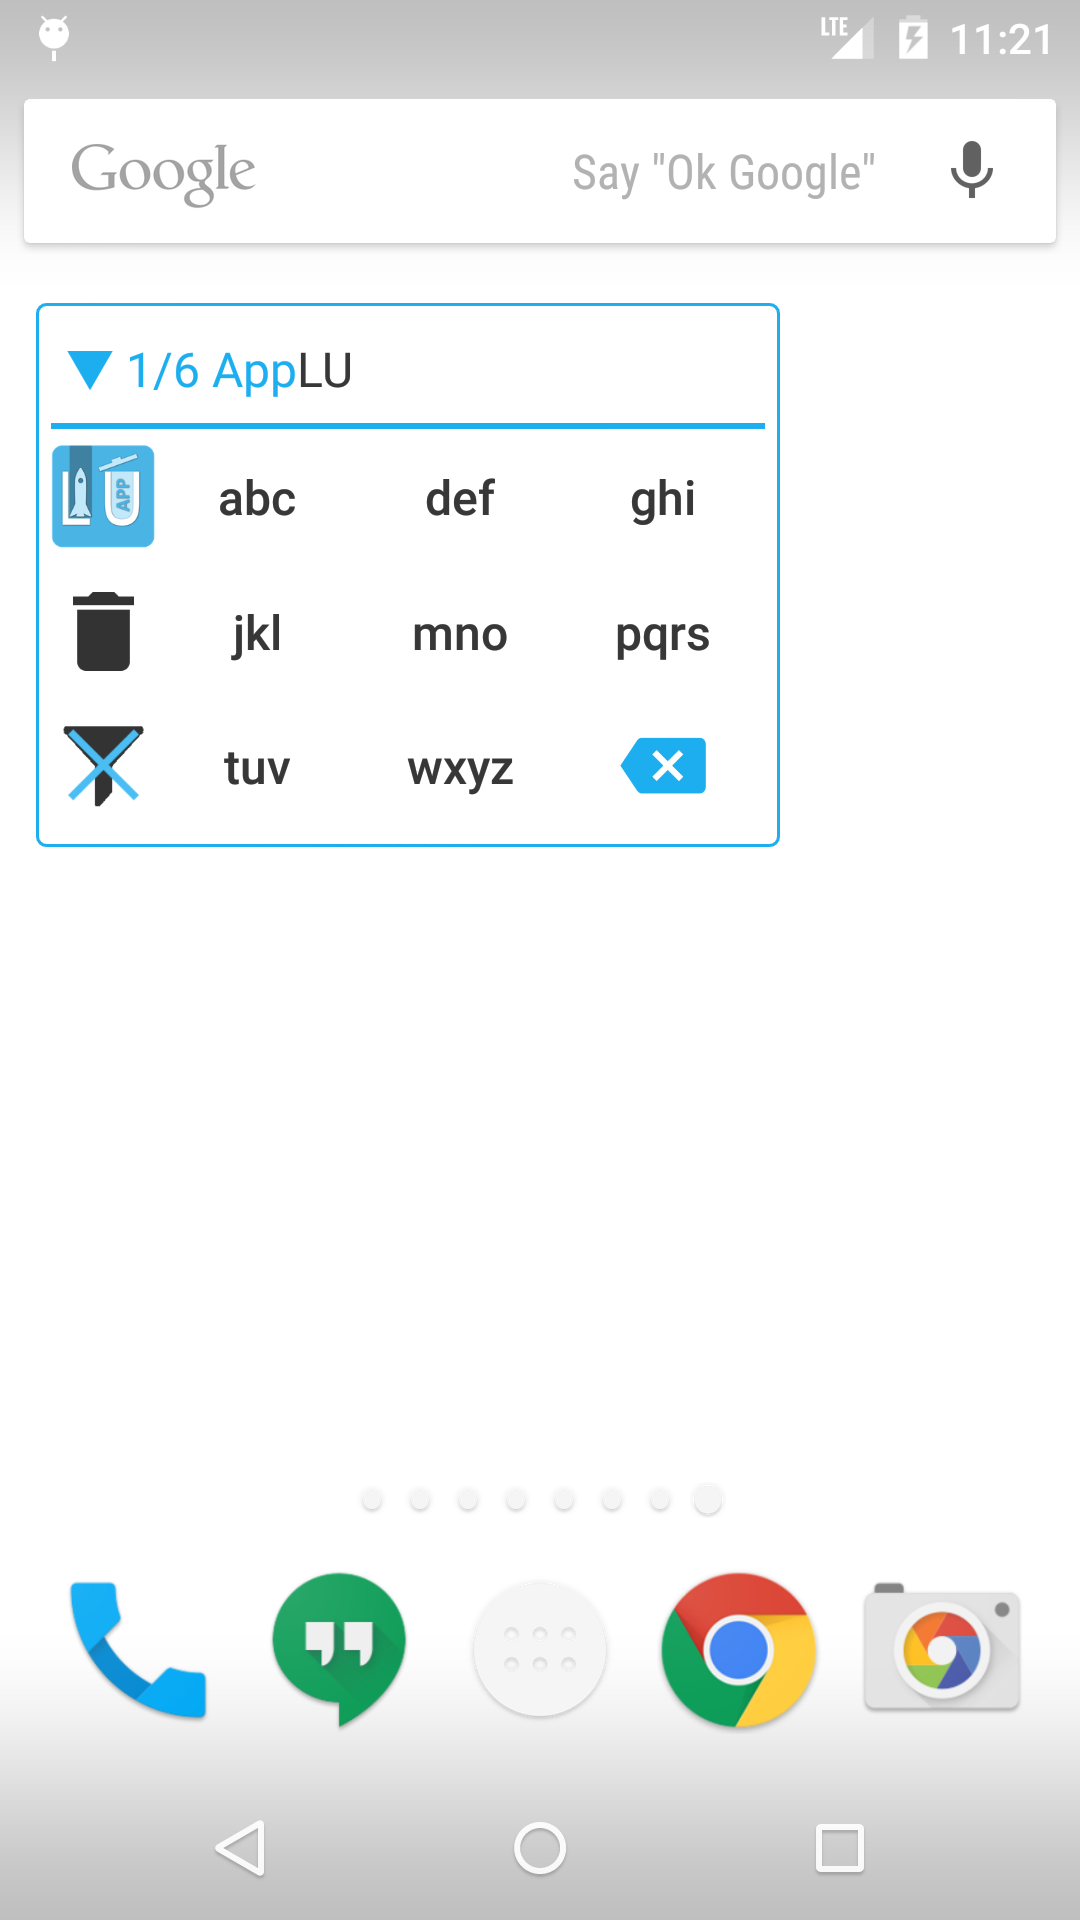 LTE 11:21
Google Say "Ok Google"
1/6 AppLU
LU APP abc def ghi
jkl mno pqrs
tuv wxyz